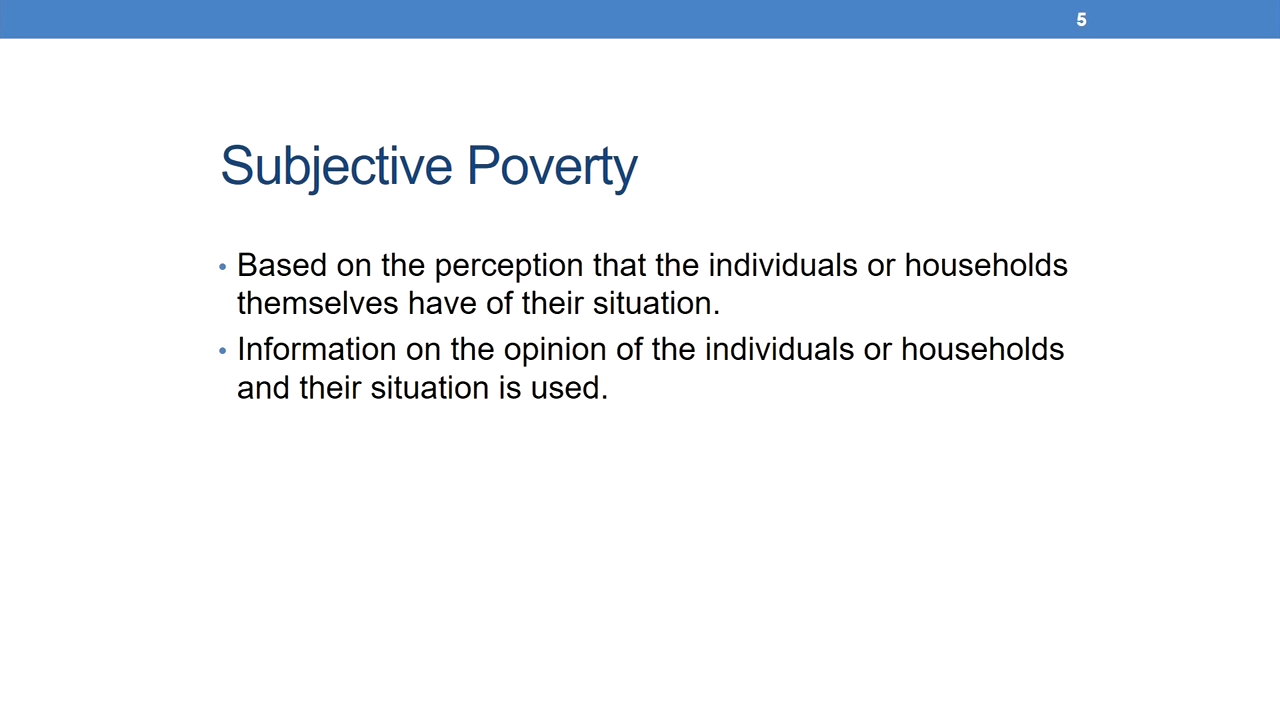 5
Subjective Poverty
• Based on the perception that the individuals or households
themselves have of their situation.
• Information on the opinion of the individuals or households
and their situation is used.